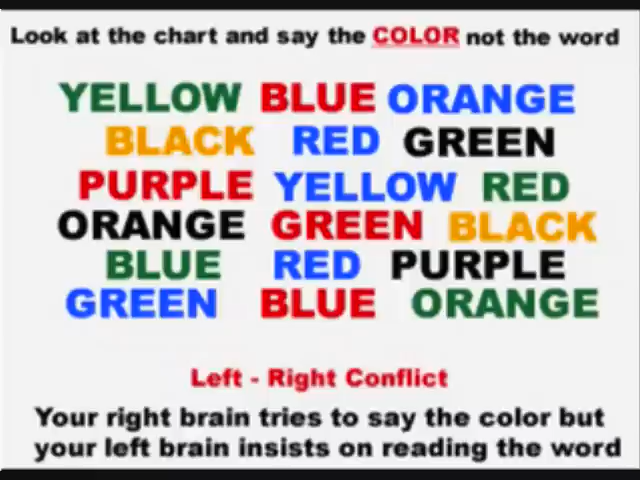 Look at the chart and say the COLOR not the word
YELLOW BLUE ORANGE
BLACK RED GREEN
PURPLE YELLOW RED
ORANGE GREEN BLACK
BLUE RED PURPLE
GREEN BLUE ORANGE
Left - Right Conflict
Your right brain tries to say the color but
your left brain insists on reading the word